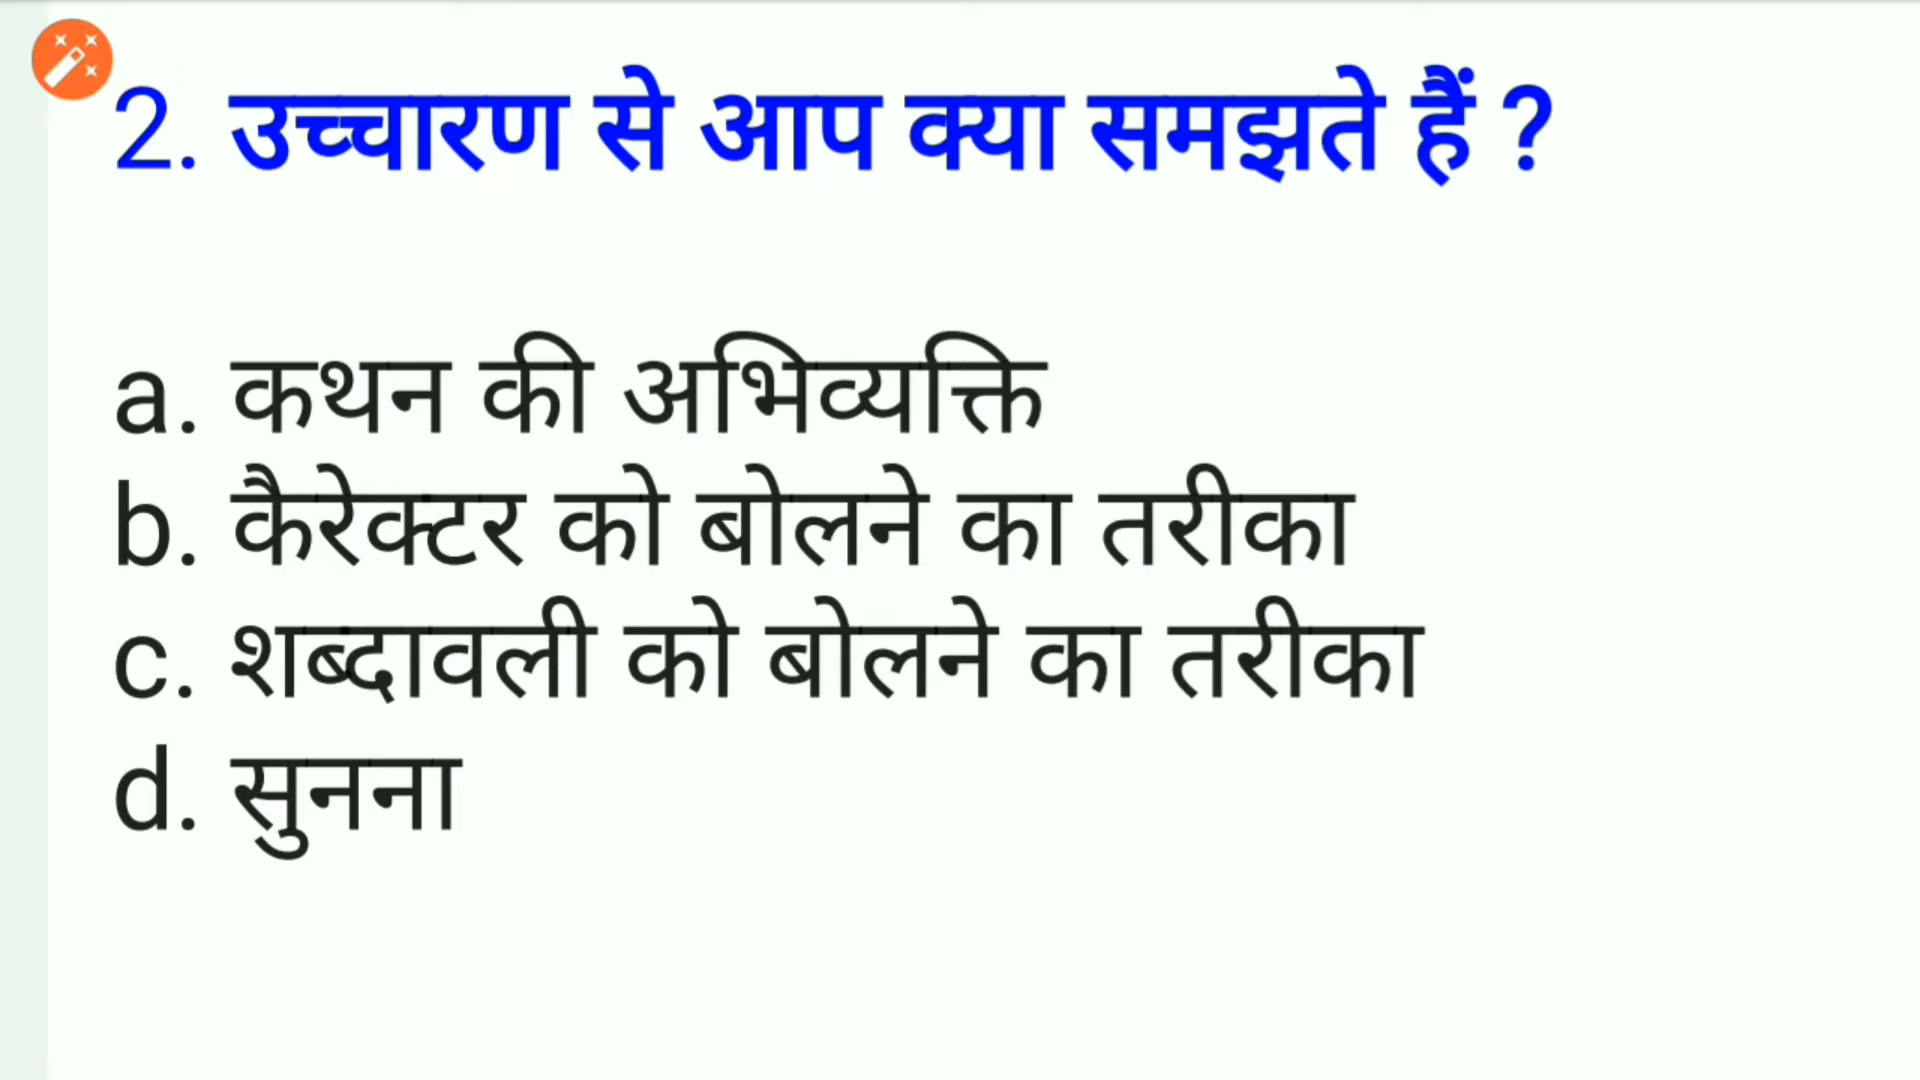 2. उच्चारण से आप क्या समझते हैं ?
a. कथन की अभिव्यक्ति
b. कैरेक्टर को बोलने का तरीका
c. शब्दावली को बोलने का तरीका
d. सुनना